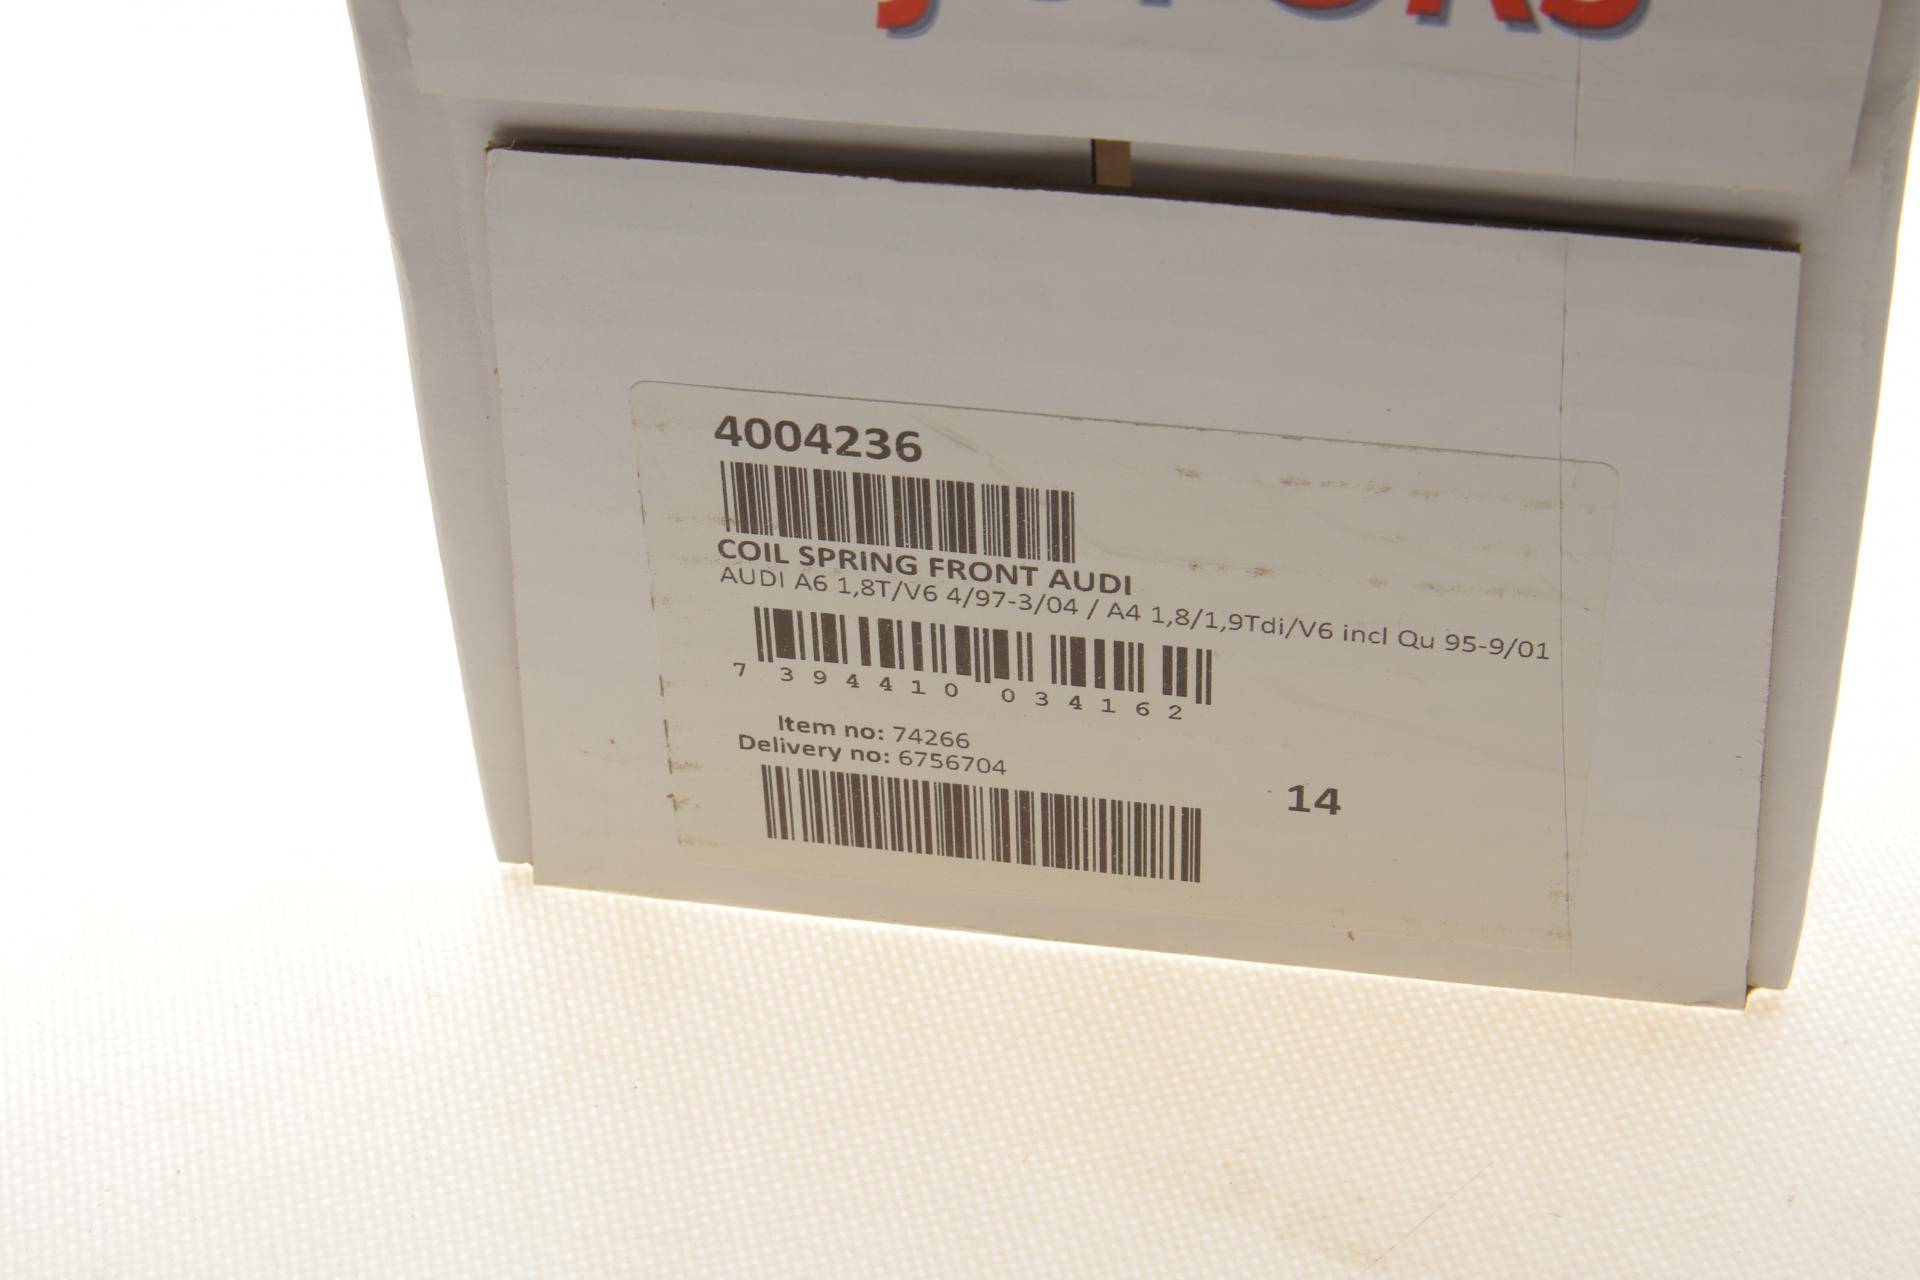 4004236
COIL SPRING FRONT AUDI
AUDI A6 1,8T/V6 4/97-3/04 / A4 1,8/1,9Tdi/V6 incl Qu 95-9/01
7 394410 034162
Item no: 74266
Delivery no: 6756704
14